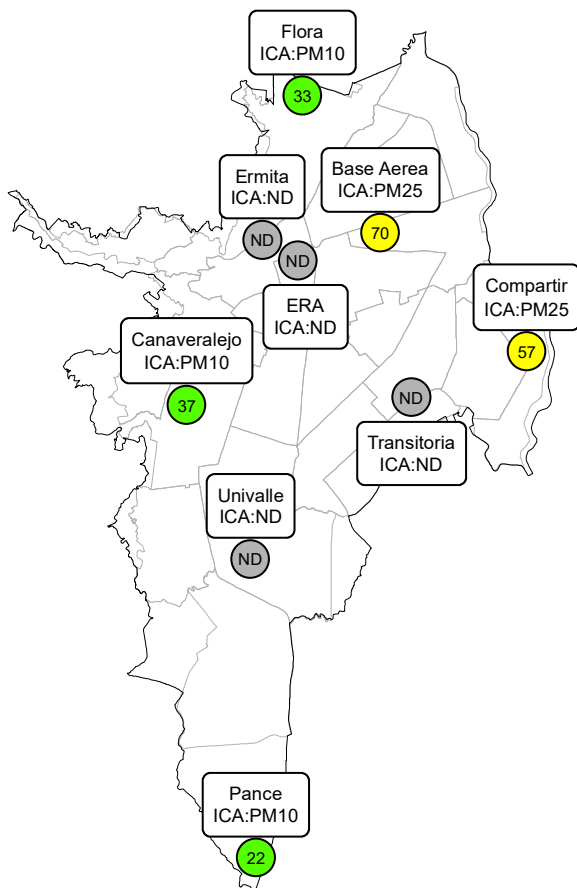 Flora
ICA:PM10
33
Ermita
ICA:ND
ND
Base Aerea
ICA:PM25
70
ND
ERA
ICA:ND
Compartir
ICA:PM25
57
Canaveralejo
ICA:PM10
37
ND
Transitoria
ICA:ND
Univalle
ICA:ND
ND
Pance
ICA:PM10
22